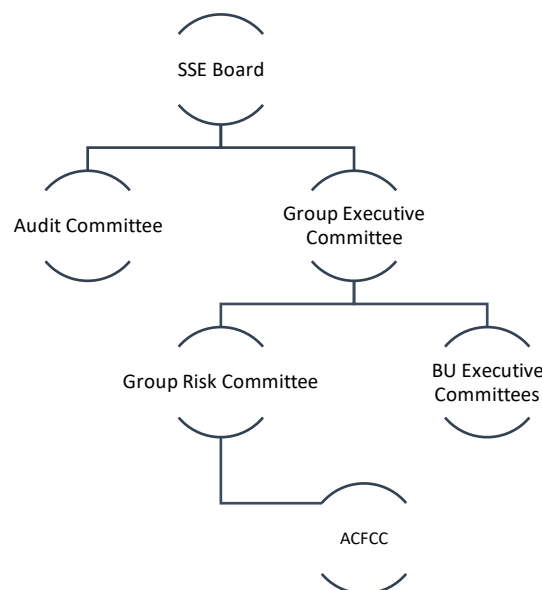 SSE Board
Audit Committee
Group Executive
Committee
Group Risk Committee
BU Executive
Committees
ACFCC